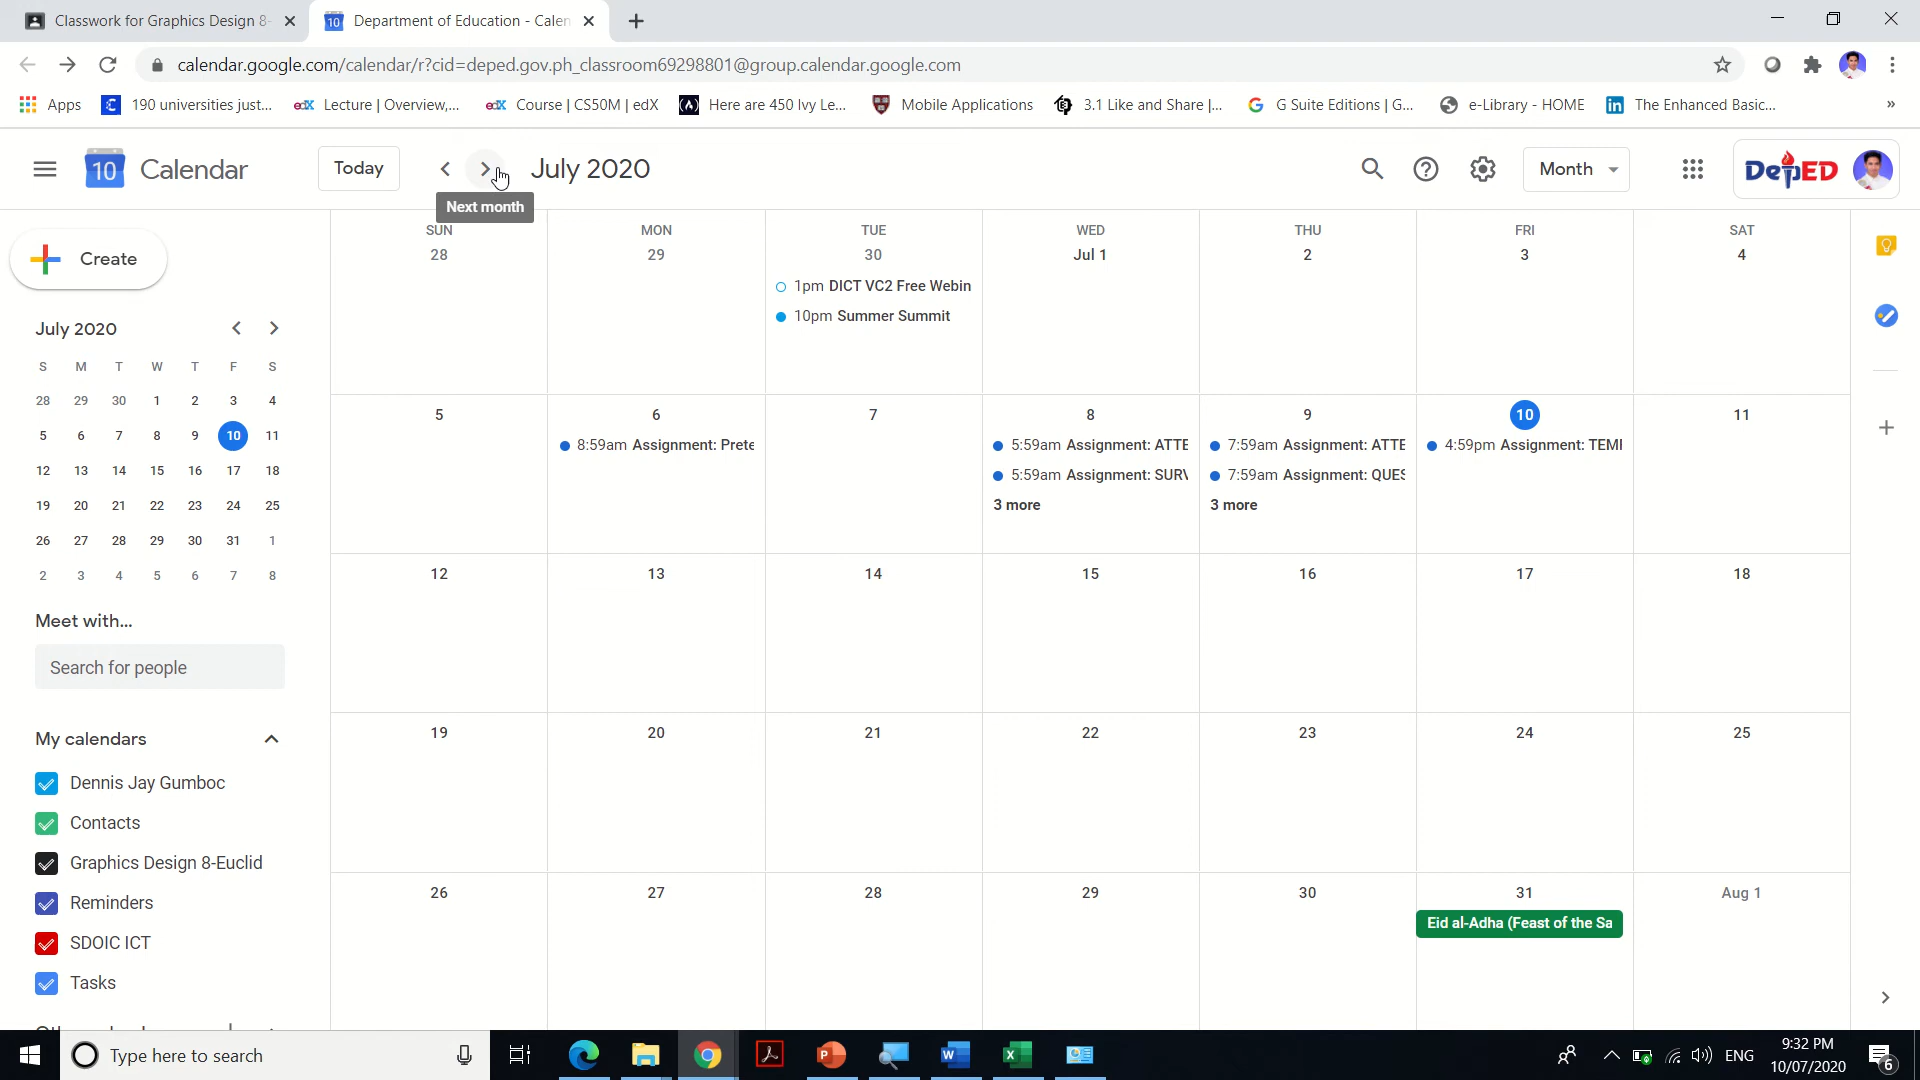 Classwork for Graphics Design 8-
Department of Education - Calen
calendar.google.com/calendar/r?cid=deped.gov.ph_classroom69298801@group.calendar.google.com
Apps
190 universities just...
edX Lecture | Overview,...
edX Course | CS50M | edX
Here are 450 Ivy Le...
Mobile Applications
3.1 Like and Share |...
G Suite Editions | G...
e-Library - HOME
The Enhanced Basic...
10 Calendar
Today
July 2020
Month
DepED
Next month
Create
July 2020
S M T W T F S
28 29 30 1 2 3 4
5 6 7 8 9 10 11
12 13 14 15 16 17 18
19 20 21 22 23 24 25
26 27 28 29 30 31 1
2 3 4 5 6 7 8
Meet with...
Search for people
My calendars
Dennis Jay Gumboc
Contacts
Graphics Design 8-Euclid
Reminders
SDOIC ICT
Tasks
SUN MON TUE WED THU FRI SAT
28 29 30 Jul 1 2 3 4
1pm DICT VC2 Free Webin
10pm Summer Summit
5 6 7 8 9 10 11
8:59am Assignment: Prete
5:59am Assignment: ATTE
5:59am Assignment: SURV
3 more
7:59am Assignment: ATTE
7:59am Assignment: QUES
3 more
4:59pm Assignment: TEMI
12 13 14 15 16 17 18
19 20 21 22 23 24 25
26 27 28 29 30 31 Aug 1
Eid al-Adha (Feast of the Sa
Type here to search
ENG
9:32 PM
10/07/2020
6